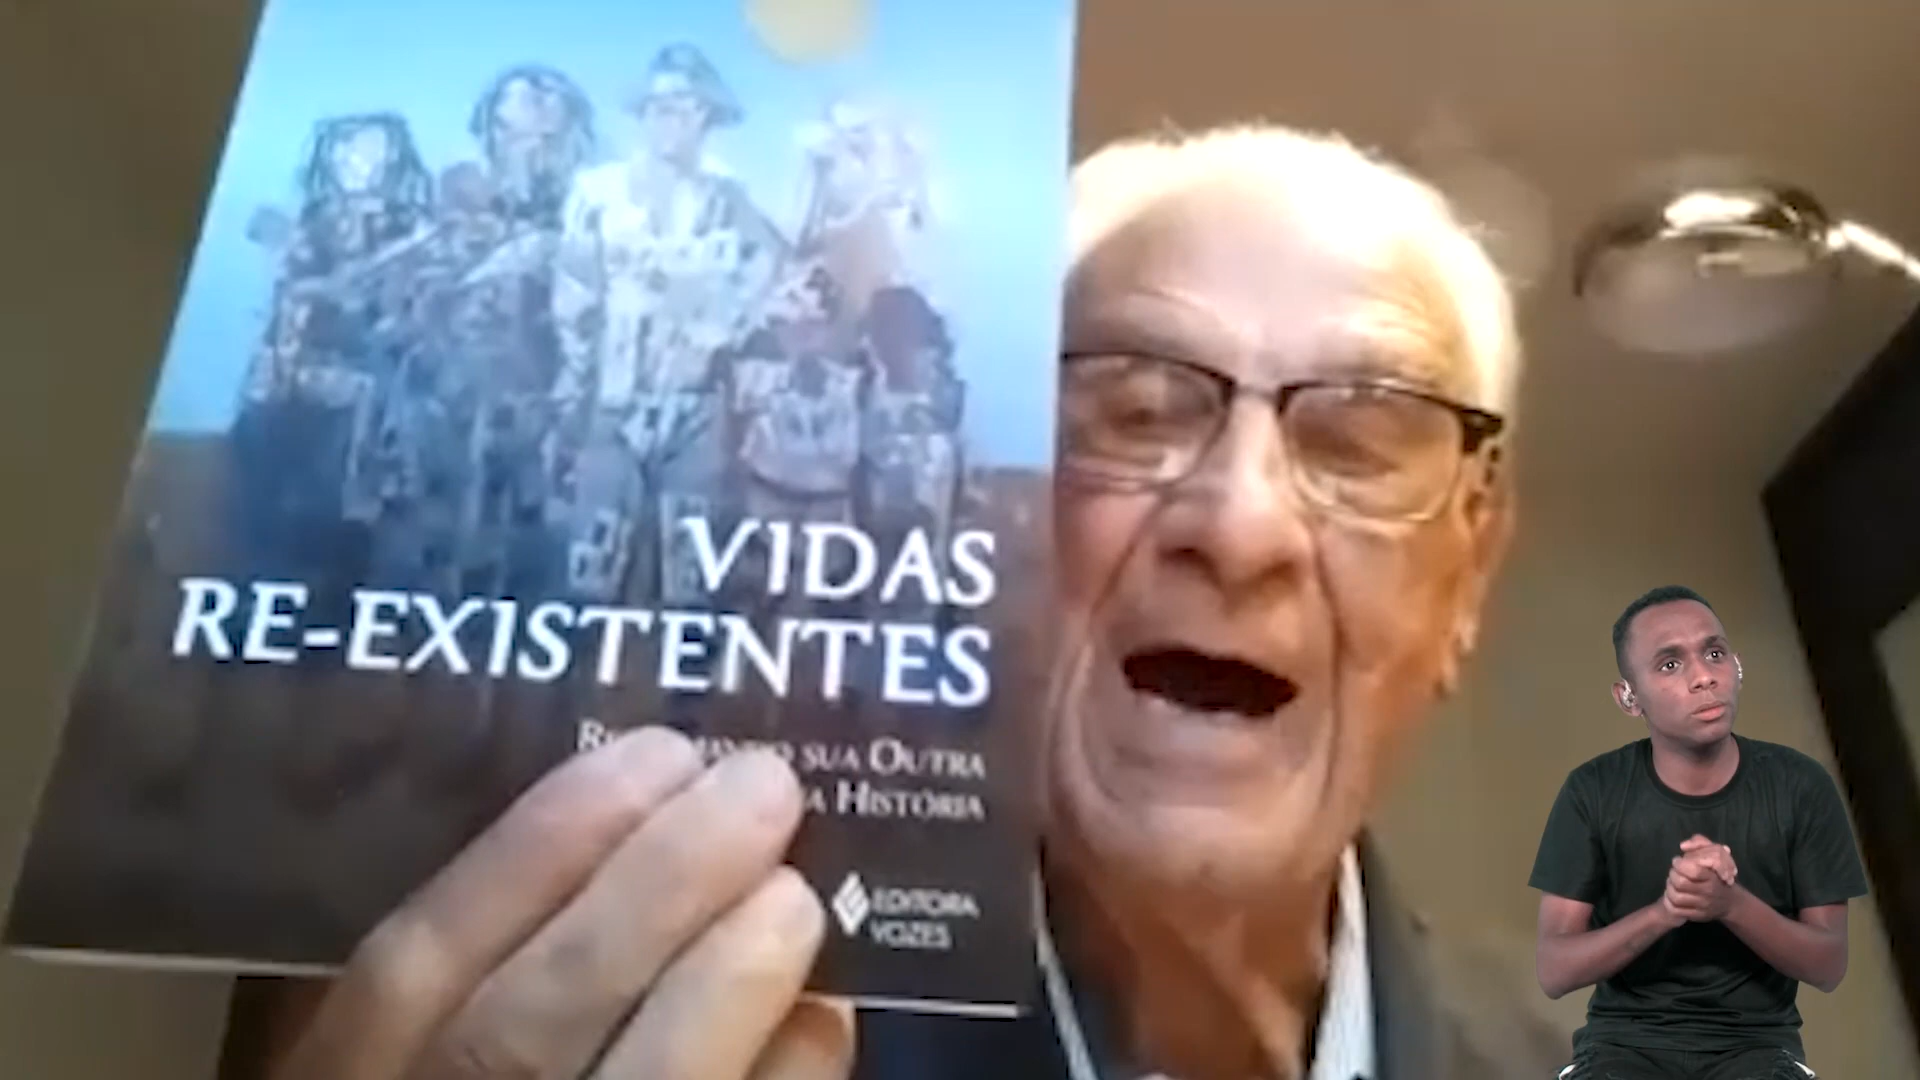 VIDAS
RE-EXISTENTES
SUA OUTRA
HISTÓRIA
EDITORA
VOZES